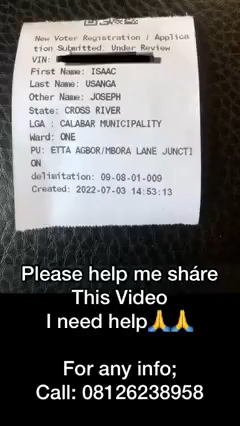 New Voter Registration / Applica
tion Submitted. Under Review
VIN:
First Name: ISAAC
Last Name: USANGA
Other Name: JOSEPH
State: CROSS RIVER
LGA : CALABAR MUNICIPALITY
Ward: ONE
PU: ETTA AGBOR/MBORA LANE JUNCTI
ON
delimitation: 09-08-01-009
Created: 2022-07-03 14:53:13
Please help me sháre
This Video
I need help🙏🙏
For any info;
Call: 08126238958